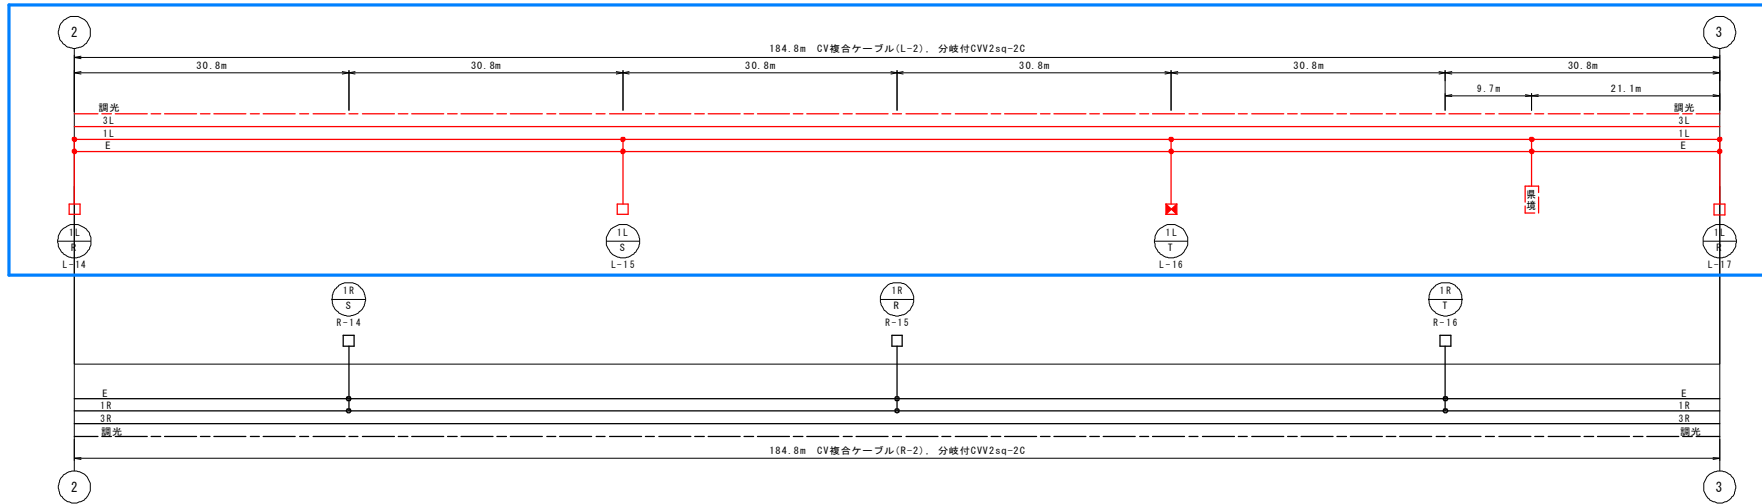 2
3
184.8m CV複合ケーブル(L-2)、分岐付CVV2sq-2C
30.8m 30.8m 30.8m 30.8m 30.8m 30.8m
9.7m 21.1m
調光 調光
3L 3L
1L 1L
E E
県境
1L 1L 1L 1L
R S T R
L-14 L-15 L-16 L-17
1R 1R 1R
S R T
R-14 R-15 R-16
E E
1R 1R
3R 3R
調光 調光
184.8m CV複合ケーブル(R-2)、分岐付CVV2sq-2C
2
3